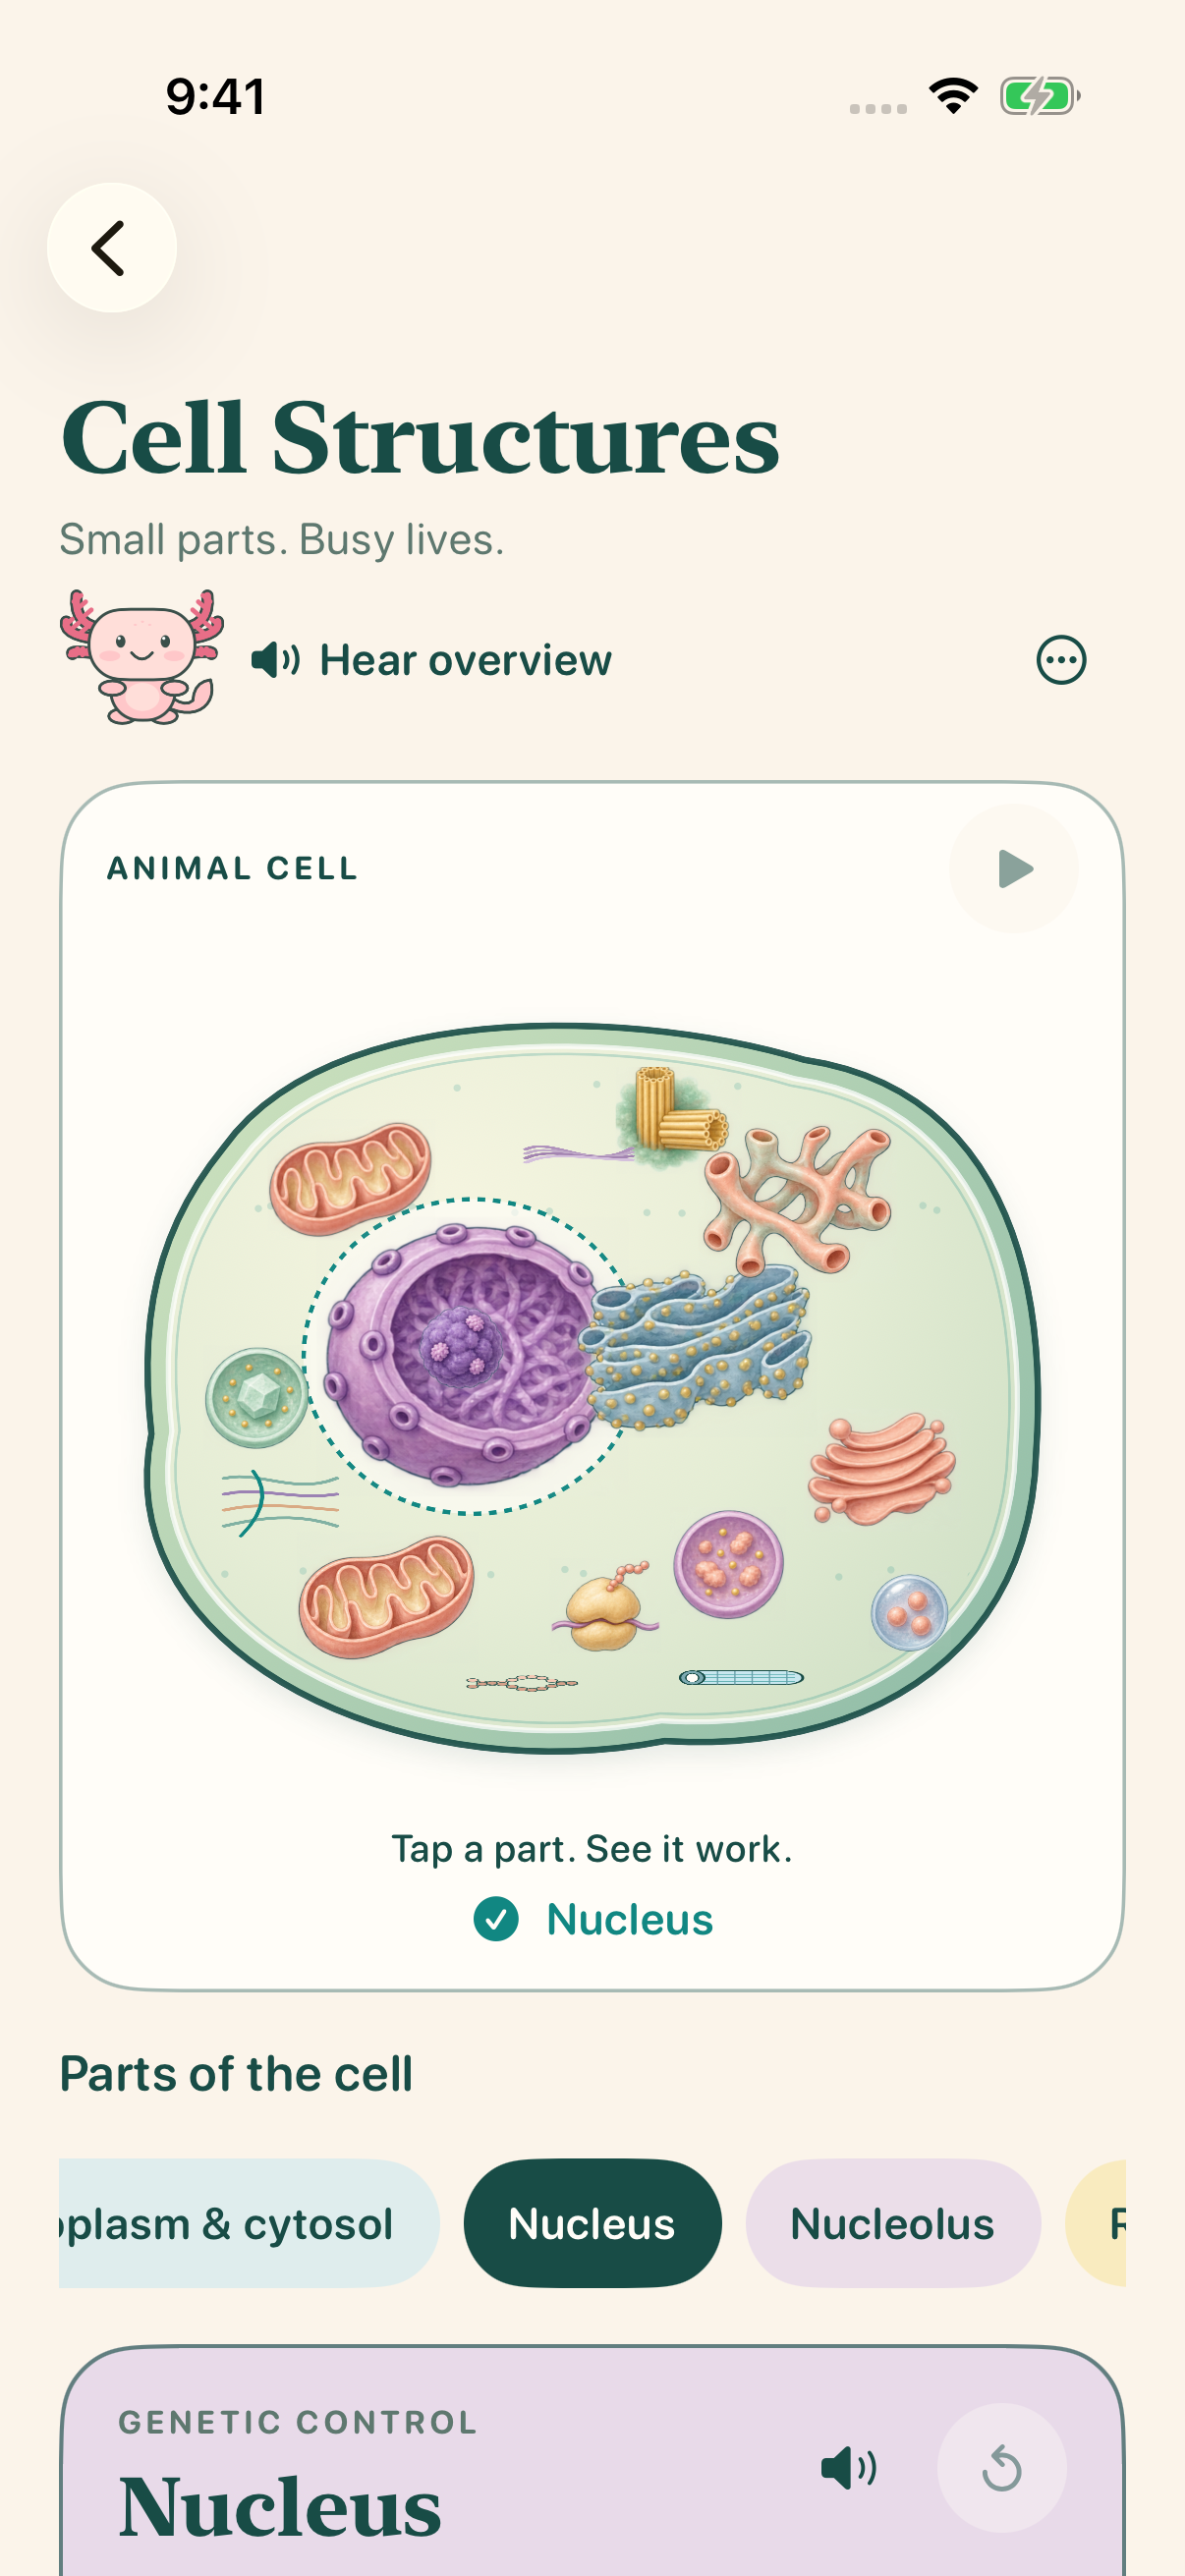 9:41
Cell Structures
Small parts. Busy lives.
Hear overview
ANIMAL CELL
Tap a part. See it work.
Nucleus
Parts of the cell
oplasm & cytosol
Nucleus
Nucleolus
R
GENETIC CONTROL
Nucleus